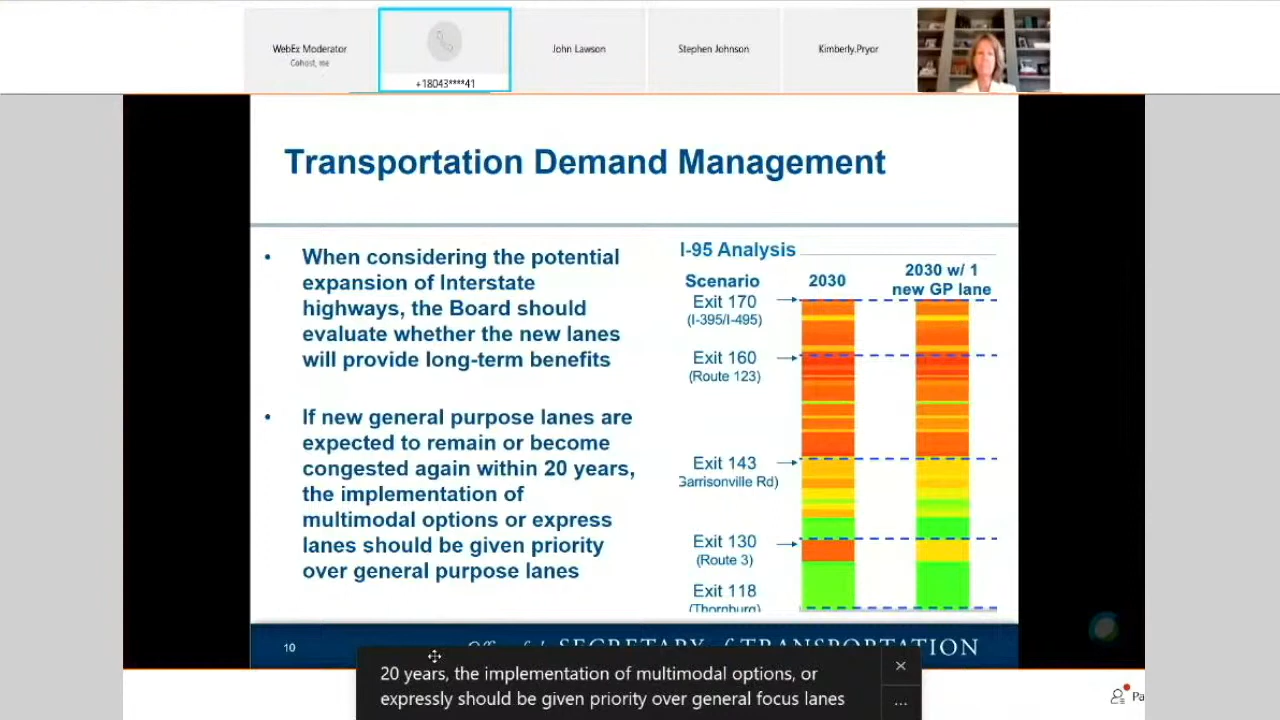 WebEx Moderator
Cohost, me
+18043****41
John Lawson
Stephen Johnson
Kimberly.Pryor
Transportation Demand Management
• When considering the potential
expansion of Interstate
highways, the Board should
evaluate whether the new lanes
will provide long-term benefits
• If new general purpose lanes are
expected to remain or become
congested again within 20 years,
the implementation of
multimodal options or express
lanes should be given priority
over general purpose lanes
I-95 Analysis
Scenario
2030
2030 w/ 1
new GP lane
Exit 170
(I-395/I-495)
Exit 160
(Route 123)
Exit 143
Garrisonville Rd)
Exit 130
(Route 3)
Exit 118
(Thornburg)
10
SECRETARY of TRANSPORTATION
20 years, the implementation of multimodal options, or
expressly should be given priority over general focus lanes
Pa